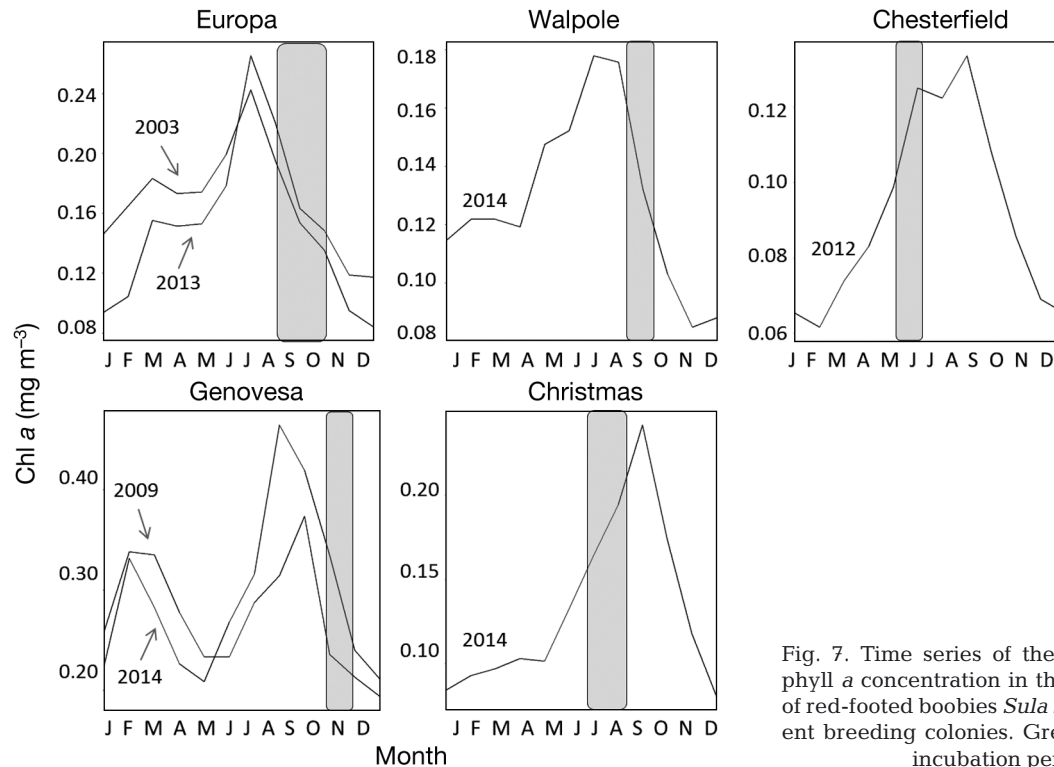 Europa
Walpole
Chesterfield
0.24
0.20
0.16
0.12
0.08
2003
2013
J F M A M J J A S O N D
0.18
0.16
0.14
0.12
0.10
0.08
2014
J F M A M J J A S O N D
0.12
0.10
0.08
0.06
2012
J F M A M J J A S O N D
Chl a (mg m⁻³)
Genovesa
Christmas
0.40
0.30
0.20
2009
2014
J F M A M J J A S O N D
0.20
0.15
0.10
2014
J F M A M J J A S O N D
Month
Fig. 7. Time series of the
phyll a concentration in th
of red-footed boobies Sula
ent breeding colonies. Gre
incubation pe